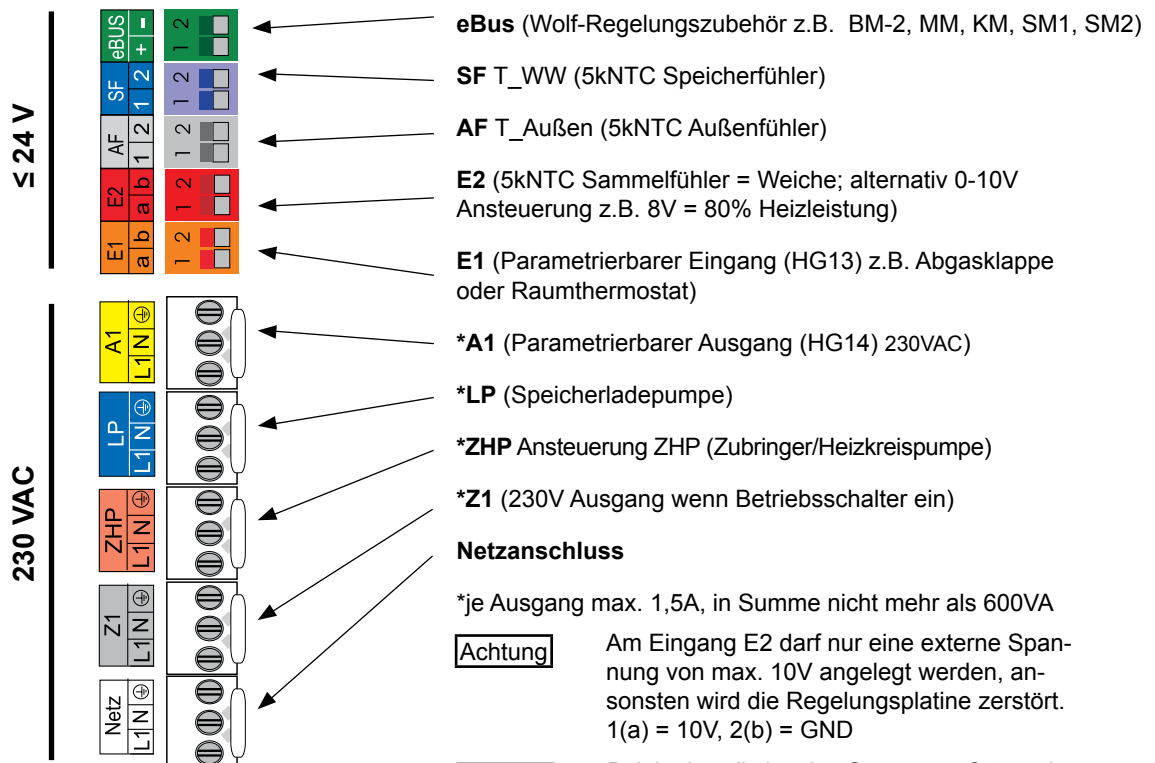 ≤ 24 V
230 VAC
eBUS + -
1 2
SF 1 2
1 2
AF 1 2
1 2
E2 a b
1 2
E1 a b
1 2
A1 L1 N
LP L1 N
ZHP L1 N
Z1 L1 N
Netz L1 N
eBus (Wolf-Regelungszubehör z.B. BM-2, MM, KM, SM1, SM2)
SF T_WW (5kNTC Speicherfühler)
AF T_Außen (5kNTC Außenfühler)
E2 (5kNTC Sammelfühler = Weiche; alternativ 0-10V
Ansteuerung z.B. 8V = 80% Heizleistung)
E1 (Parametrierbarer Eingang (HG13) z.B. Abgasklappe
oder Raumthermostat)
*A1 (Parametrierbarer Ausgang (HG14) 230VAC)
*LP (Speicherladepumpe)
*ZHP Ansteuerung ZHP (Zubringer/Heizkreispumpe)
*Z1 (230V Ausgang wenn Betriebsschalter ein)
Netzanschluss
*je Ausgang max. 1,5A, in Summe nicht mehr als 600VA
Achtung
Am Eingang E2 darf nur eine externe Span-
nung von max. 10V angelegt werden, an-
sonsten wird die Regelungsplatine zerstört.
1(a) = 10V, 2(b) = GND